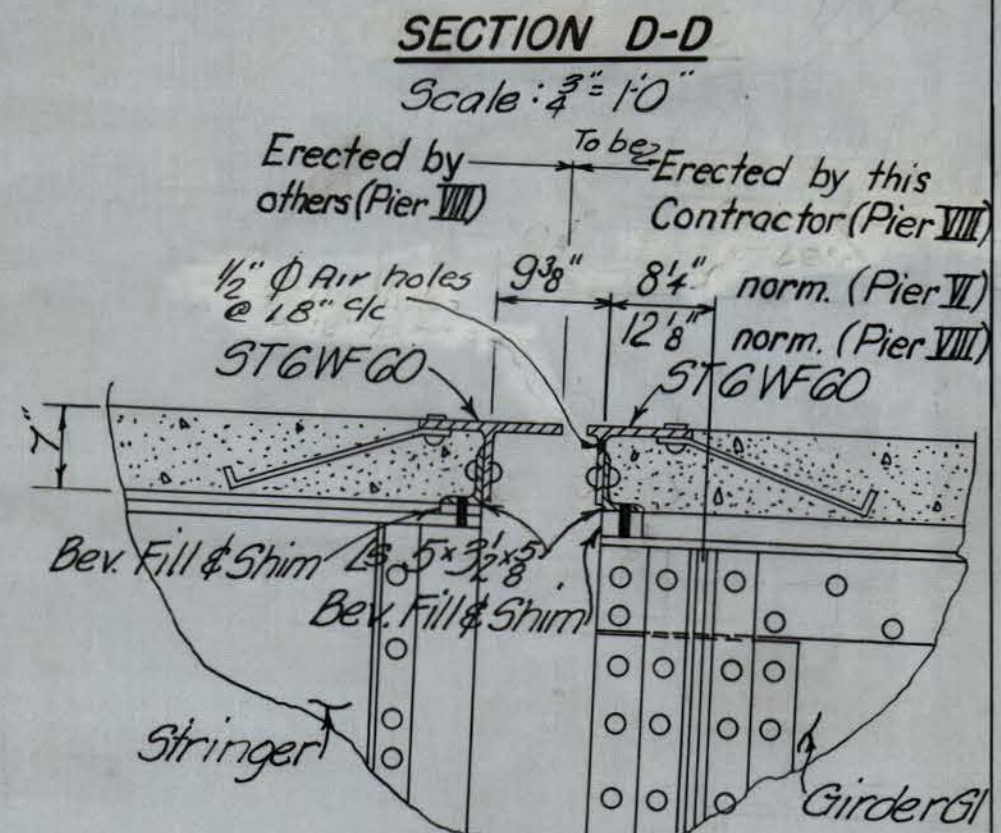 SECTION D-D
Scale: 3/4" = 1'-0"
To be
Erected by
others (Pier VIII)
Erected by this
Contractor (Pier VIII)
1/2" ϕ Air holes
@ 18" c/c
9 3/8"
8 1/4" norm. (Pier VI)
12 1/8" norm. (Pier VIII)
ST6WF60
ST6WF60
7"
Bev. Fill & Shim
Ls 5 x 3 1/2 x 5/8
Bev. Fill & Shim
Stringer
Girder G1